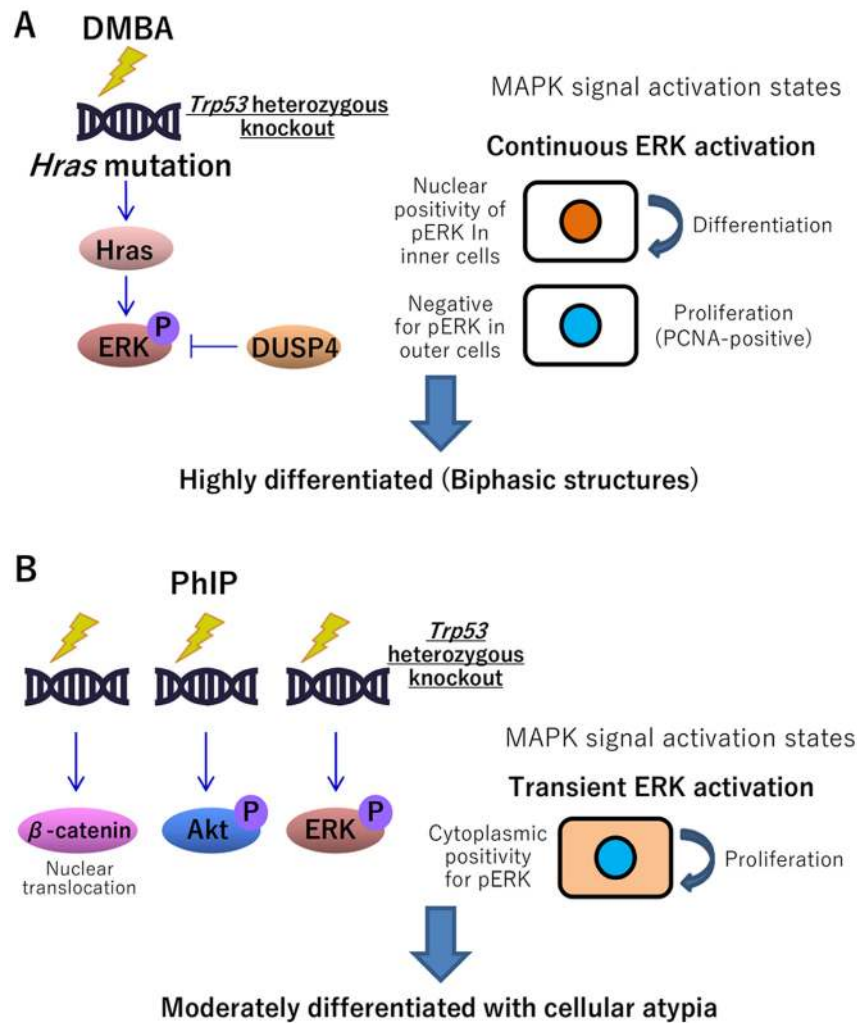 A
DMBA
Trp53 heterozygous
knockout
Hras mutation
Hras
P
ERK
DUSP4
MAPK signal activation states
Continuous ERK activation
Nuclear
positivity of
pERK In
inner cells
Differentiation
Negative
for pERK in
outer cells
Proliferation
(PCNA-positive)
Highly differentiated (Biphasic structures)
B
PhIP
Trp53
heterozygous
knockout
β-catenin
Nuclear
translocation
P
Akt
P
ERK
MAPK signal activation states
Transient ERK activation
Cytoplasmic
positivity
for pERK
Proliferation
Moderately differentiated with cellular atypia